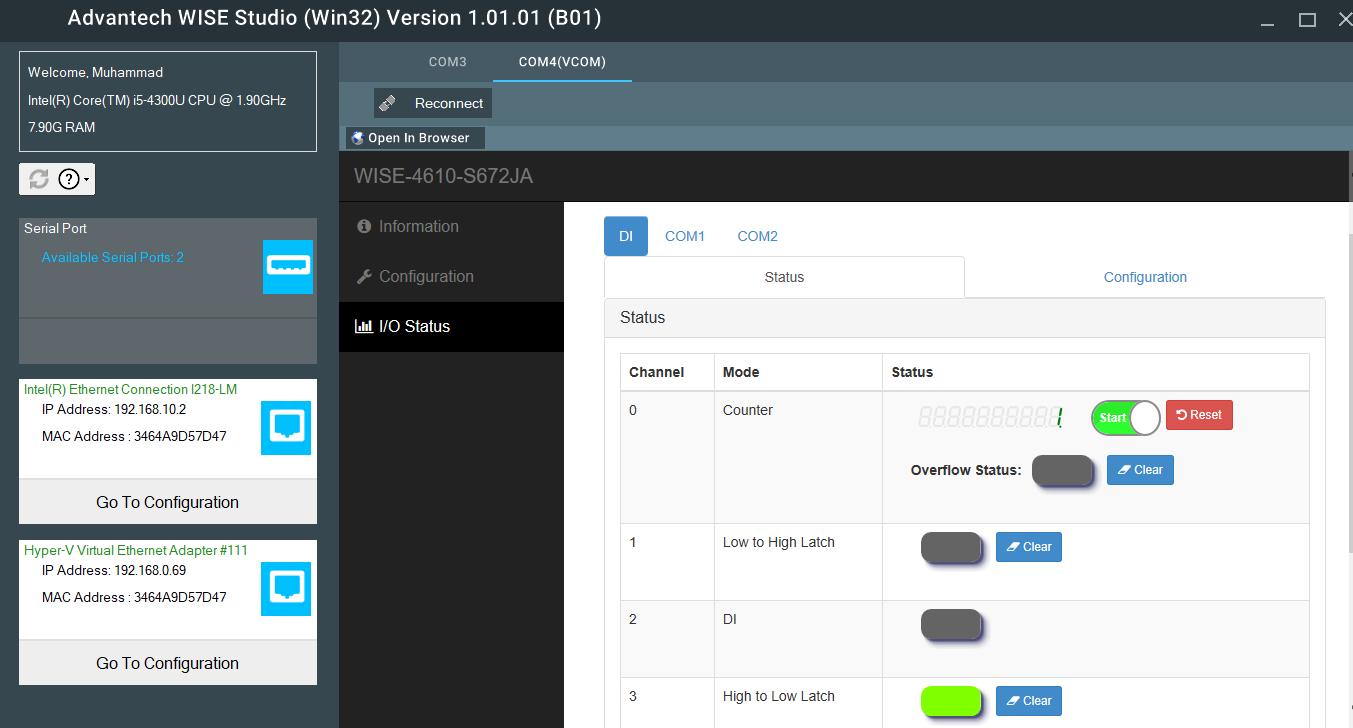 Advantech WISE Studio (Win32) Version 1.01.01 (B01)
Welcome, Muhammad
Intel(R) Core(TM) i5-4300U CPU @ 1.90GHz
7.90G RAM
Serial Port
Available Serial Ports: 2
Intel(R) Ethernet Connection I218-LM
IP Address: 192.168.10.2
MAC Address : 3464A9D57D47
Go To Configuration
Hyper-V Virtual Ethernet Adapter #111
IP Address: 192.168.0.69
MAC Address : 3464A9D57D47
Go To Configuration
COM3 COM4(VCOM)
Reconnect
Open In Browser
WISE-4610-S672JA
Information
Configuration
I/O Status
DI COM1 COM2
Status Configuration
Status
Channel Mode Status
0 Counter 1 Start Reset
Overflow Status: Clear
1 Low to High Latch Clear
2 DI
3 High to Low Latch Clear